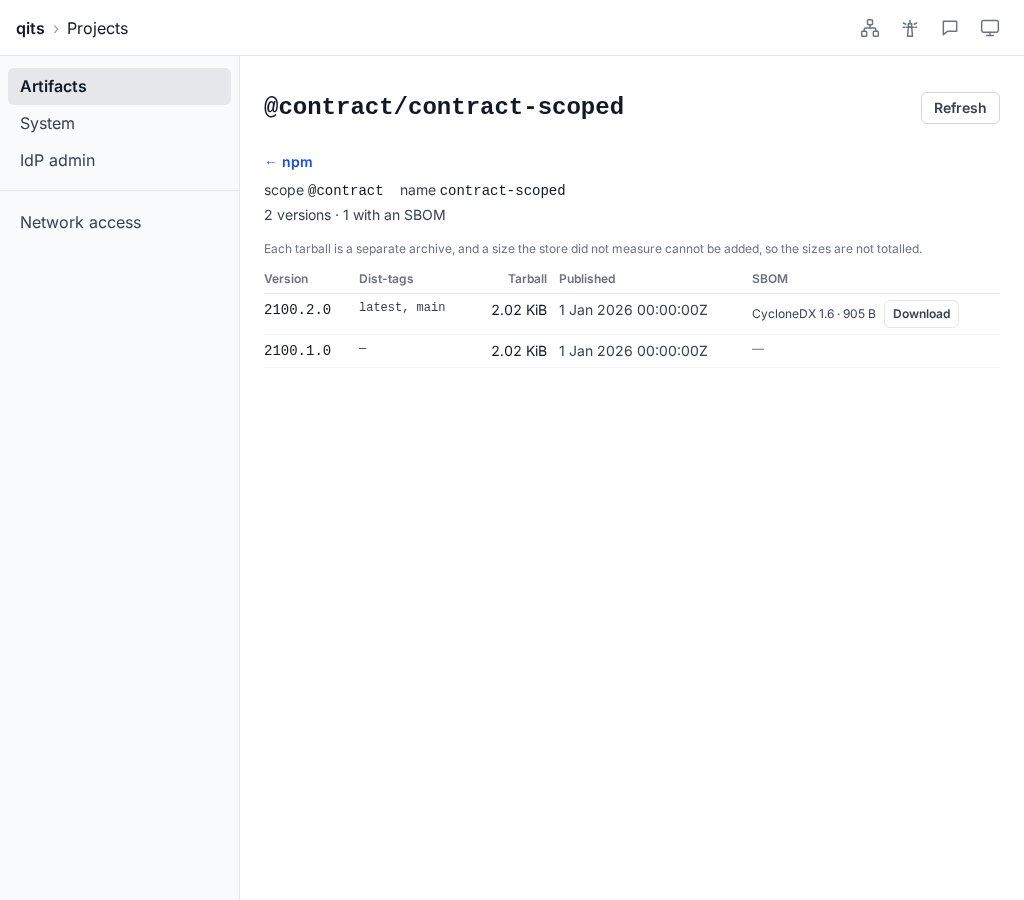 qits › Projects
Artifacts
System
IdP admin
Network access
@contract/contract-scoped
Refresh
← npm
scope @contract name contract-scoped
2 versions · 1 with an SBOM
Each tarball is a separate archive, and a size the store did not measure cannot be added, so the sizes are not totalled.
Version Dist-tags Tarball Published SBOM
2100.2.0 latest, main 2.02 KiB 1 Jan 2026 00:00:00Z CycloneDX 1.6 · 905 B Download
2100.1.0 — 2.02 KiB 1 Jan 2026 00:00:00Z —